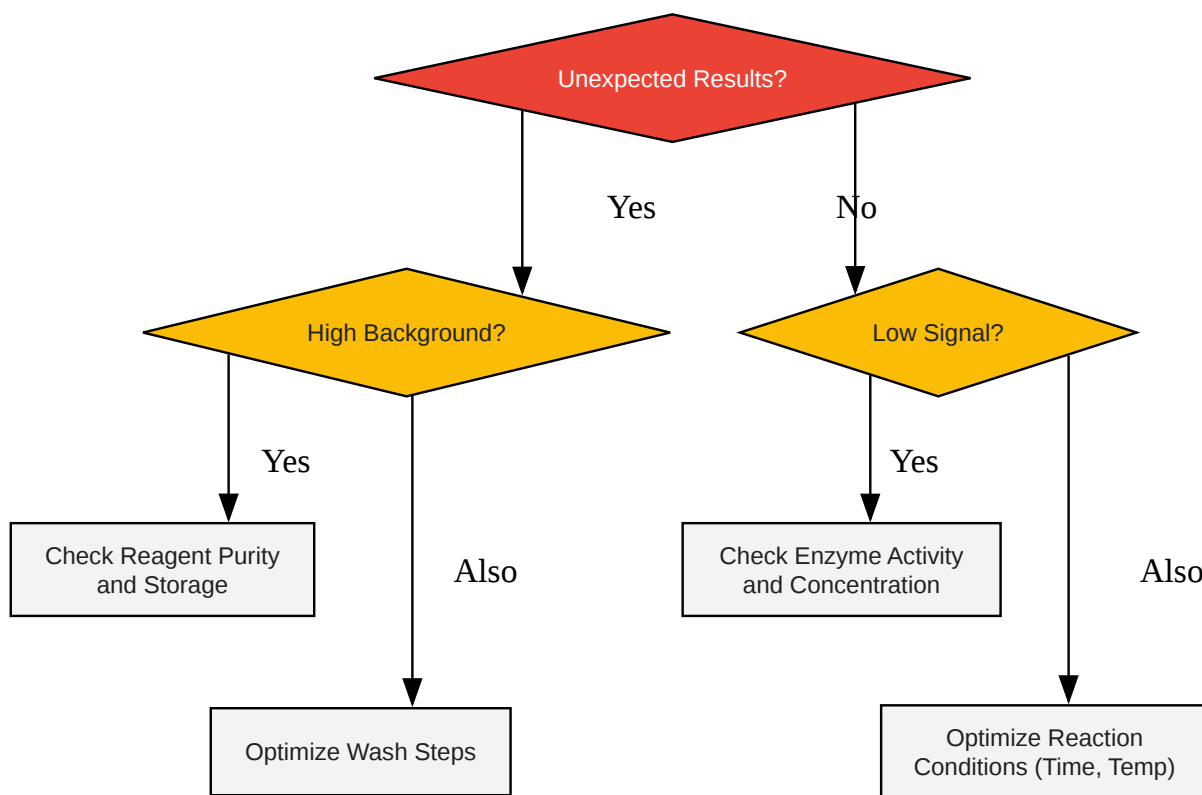 Unexpected Results?
Yes
No
High Background?
Low Signal?
Yes
Yes
Check Reagent Purity
and Storage
Also
Check Enzyme Activity
and Concentration
Also
Optimize Wash Steps
Optimize Reaction
Conditions (Time, Temp)